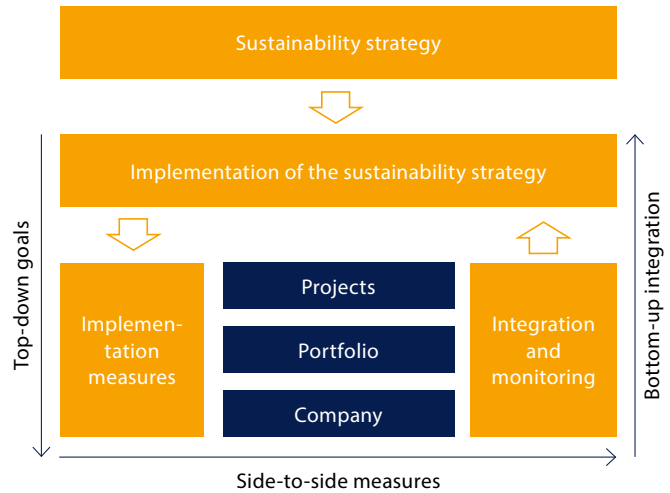 Sustainability strategy
Implementation of the sustainability strategy
Top-down goals
Implemen-
tation
measures
Projects
Portfolio
Company
Integration
and
monitoring
Bottom-up integration
Side-to-side measures